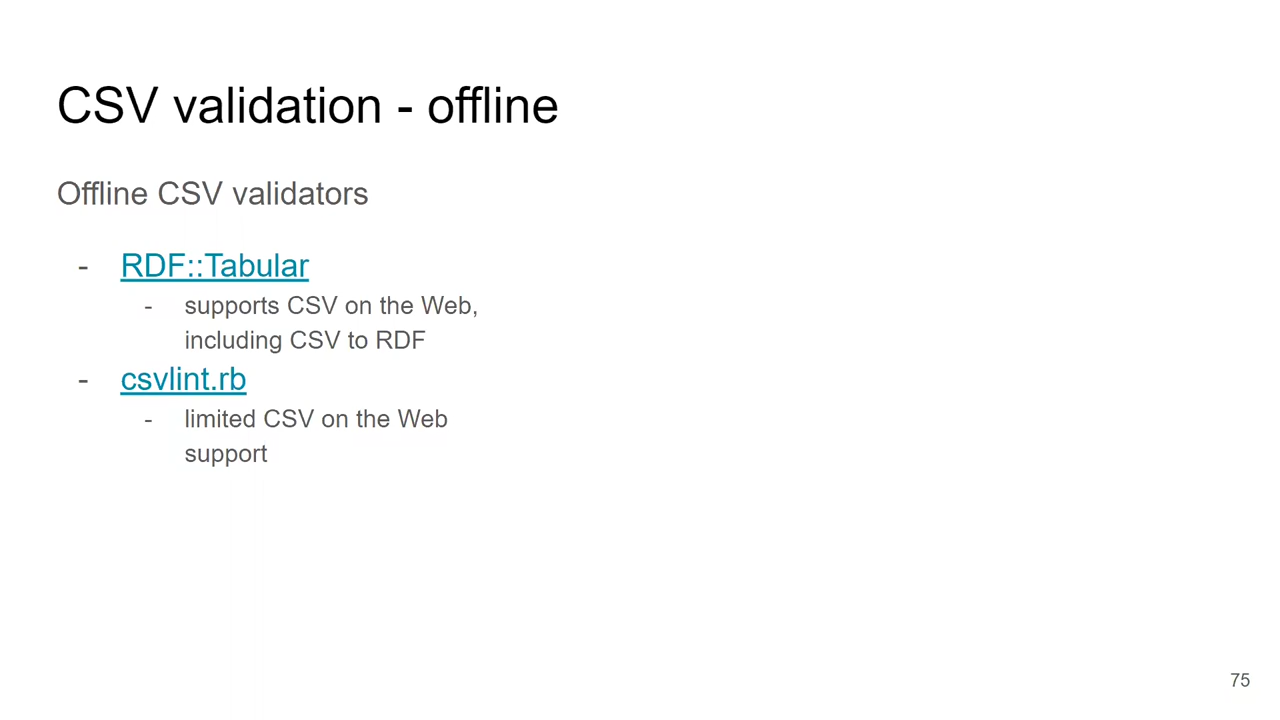 CSV validation - offline
Offline CSV validators
- RDF::Tabular
- supports CSV on the Web,
including CSV to RDF
- csvlint.rb
- limited CSV on the Web
support
75